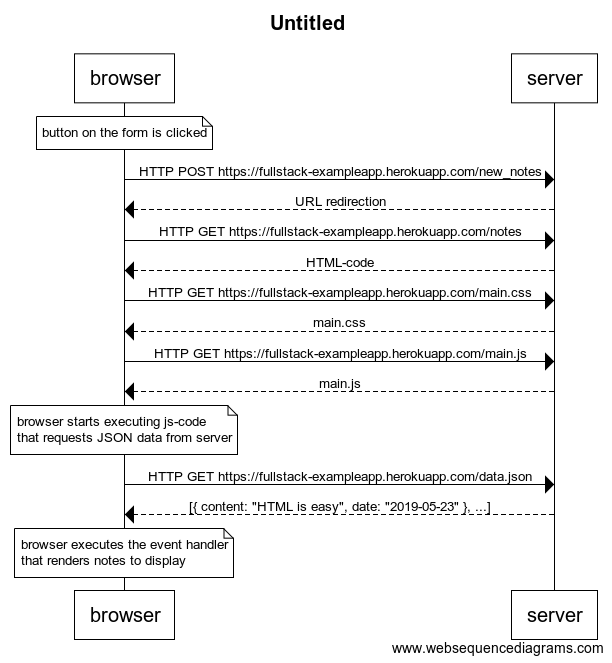 Untitled
browser
server
button on the form is clicked
HTTP POST https://fullstack-exampleapp.herokuapp.com/new_notes
URL redirection
HTTP GET https://fullstack-exampleapp.herokuapp.com/notes
HTML-code
HTTP GET https://fullstack-exampleapp.herokuapp.com/main.css
main.css
HTTP GET https://fullstack-exampleapp.herokuapp.com/main.js
main.js
browser starts executing js-code
that requests JSON data from server
HTTP GET https://fullstack-exampleapp.herokuapp.com/data.json
[{ content: "HTML is easy", date: "2019-05-23" }, ...]
browser executes the event handler
that renders notes to display
browser
server
www.websequencediagrams.com